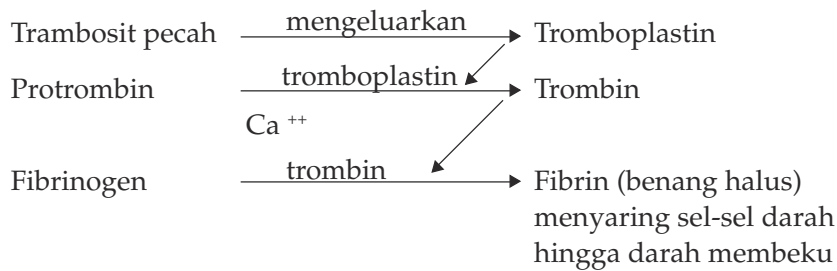 Trambosit pecah mengeluarkan Tromboplastin
Protrombin tromboplastin Trombin
Ca ++
Fibrinogen trombin Fibrin (benang halus)
menyaring sel-sel darah
hingga darah membeku